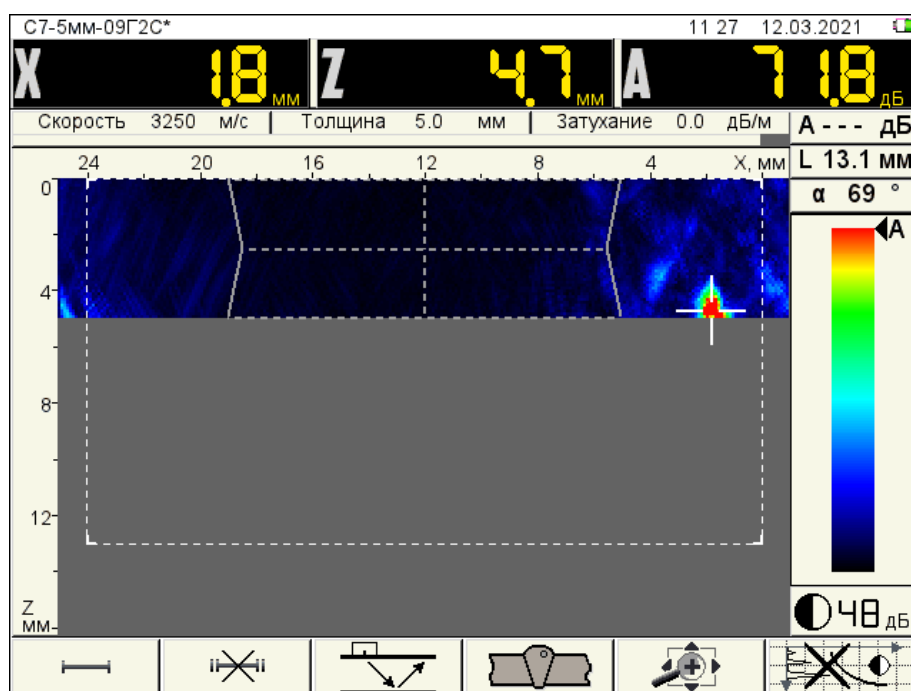 С7-5мм-09Г2С* 11 27 12.03.2021
X 1.8 мм Z 4.7 мм A 71.8 дБ
Скорость 3250 м/с Толщина 5.0 мм Затухание 0.0 дБ/м A - - - дБ
L 13.1 мм
α 69 °
24 20 16 12 8 4 X, мм
A
0
4
8
12
Z
мм
48 дБ